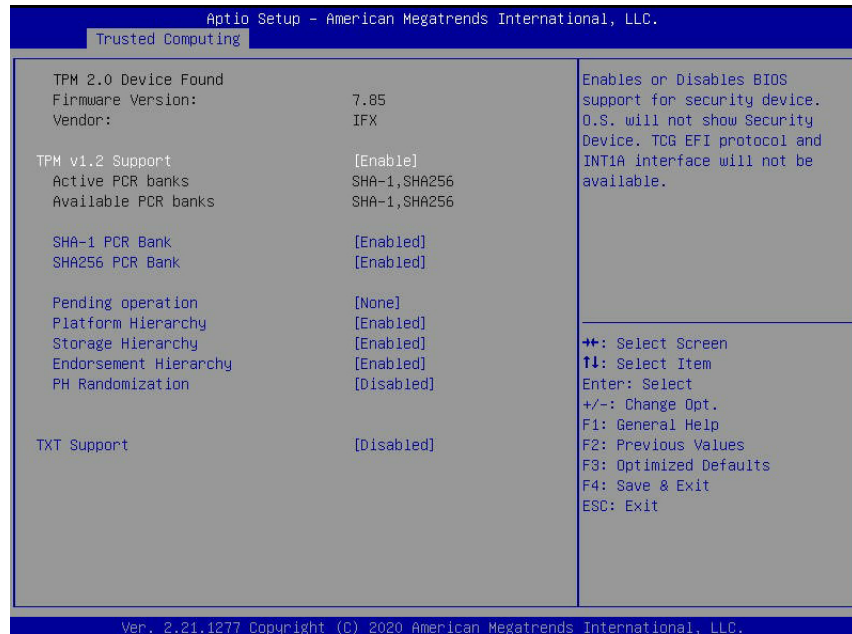 Aptio Setup – American Megatrends International, LLC.
Trusted Computing
TPM 2.0 Device Found
Firmware Version: 7.85
Vendor: IFX
TPM v1.2 Support [Enable]
Active PCR banks SHA-1,SHA256
Available PCR banks SHA-1,SHA256
SHA-1 PCR Bank [Enabled]
SHA256 PCR Bank [Enabled]
Pending operation [None]
Platform Hierarchy [Enabled]
Storage Hierarchy [Enabled]
Endorsement Hierarchy [Enabled]
PH Randomization [Disabled]
TXT Support [Disabled]
Enables or Disables BIOS
support for security device.
O.S. will not show Security
Device. TCG EFI protocol and
INT1A interface will not be
available.
→←: Select Screen
↑↓: Select Item
Enter: Select
+/-: Change Opt.
F1: General Help
F2: Previous Values
F3: Optimized Defaults
F4: Save & Exit
ESC: Exit
Ver. 2.21.1277 Copyright (C) 2020 American Megatrends International, LLC.